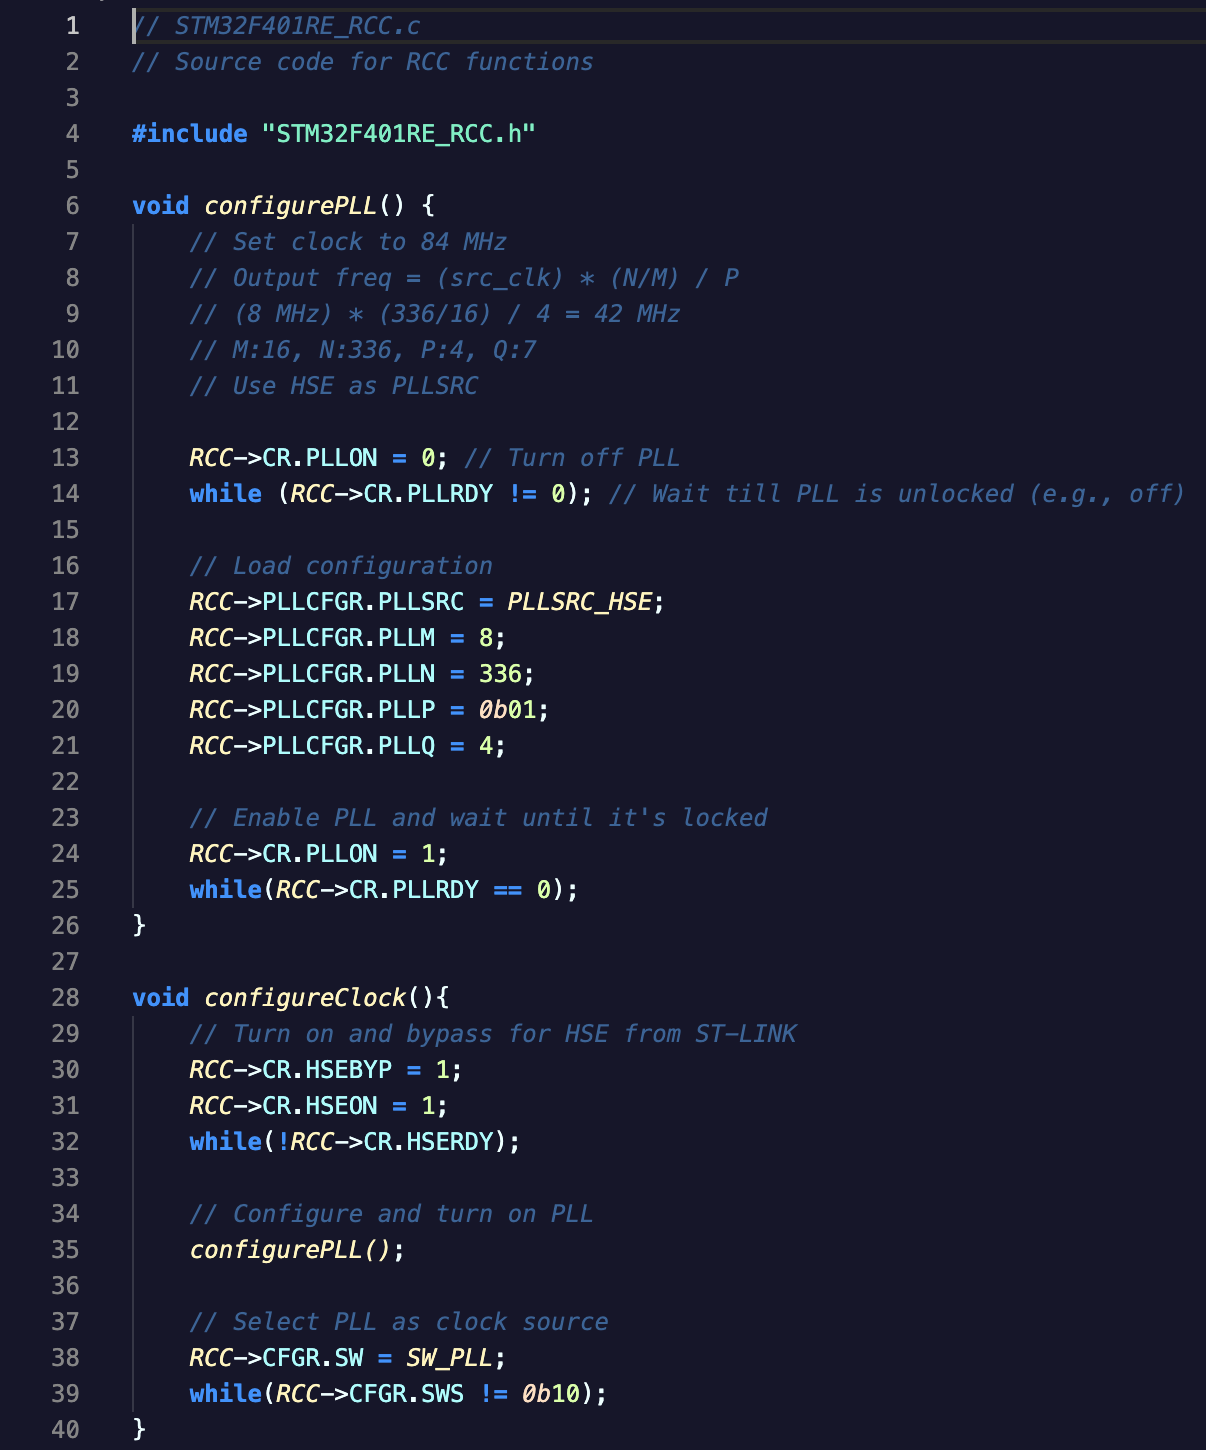 1 // STM32F401RE_RCC.c
2 // Source code for RCC functions
3
4 #include "STM32F401RE_RCC.h"
5
6 void configurePLL() {
7 // Set clock to 84 MHz
8 // Output freq = (src_clk) * (N/M) / P
9 // (8 MHz) * (336/16) / 4 = 42 MHz
10 // M:16, N:336, P:4, Q:7
11 // Use HSE as PLLSRC
12
13 RCC->CR.PLLON = 0; // Turn off PLL
14 while (RCC->CR.PLLRDY != 0); // Wait till PLL is unlocked (e.g., off)
15
16 // Load configuration
17 RCC->PLLCFGR.PLLSRC = PLLSRC_HSE;
18 RCC->PLLCFGR.PLLM = 8;
19 RCC->PLLCFGR.PLLN = 336;
20 RCC->PLLCFGR.PLLP = 0b01;
21 RCC->PLLCFGR.PLLQ = 4;
22
23 // Enable PLL and wait until it's locked
24 RCC->CR.PLLON = 1;
25 while(RCC->CR.PLLRDY == 0);
26 }
27
28 void configureClock(){
29 // Turn on and bypass for HSE from ST-LINK
30 RCC->CR.HSEBYP = 1;
31 RCC->CR.HSEON = 1;
32 while(!RCC->CR.HSERDY);
33
34 // Configure and turn on PLL
35 configurePLL();
36
37 // Select PLL as clock source
38 RCC->CFGR.SW = SW_PLL;
39 while(RCC->CFGR.SWS != 0b10);
40 }